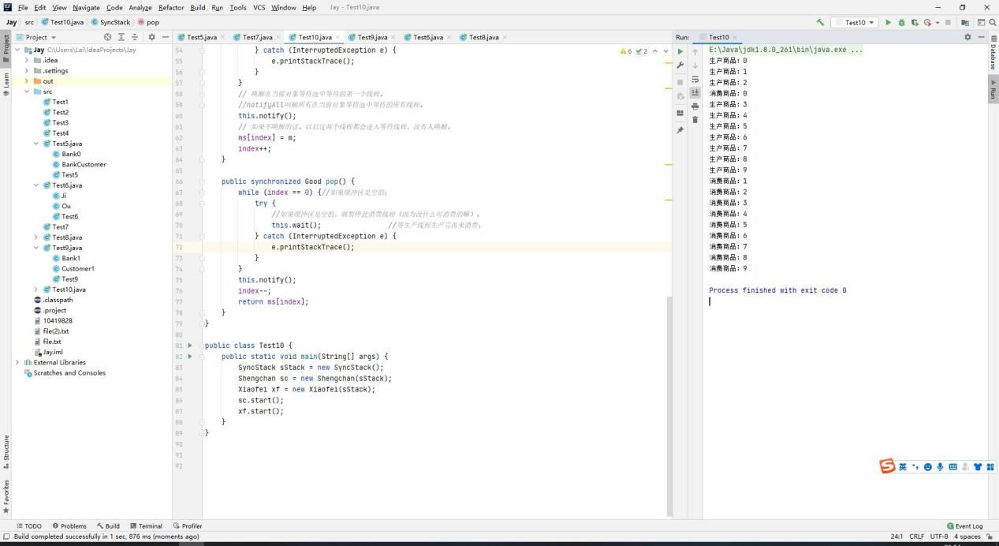 File Edit View Navigate Code Analyze Refactor Build Run Tools VCS Window Help Jay - Test10.java
Jay src Test10.java SyncStack pop
Test10
Project
Test5.java Test7.java Test10.java Test9.java Test6.java Test8.java
Run: Test10
Project
Learn
Structure
Favorites
Jay C:\Users\Lai\IdeaProjects\Jay
.idea
.settings
out
src
Test1
Test2
Test3
Test4
Test5.java
Bank0
BankCustomer
Test5
Test6.java
Ji
Ou
Test6
Test7
Test8.java
Test9.java
Bank1
Customer1
Test9
Test10.java
.classpath
.project
10419828
file(2).txt
file.txt
Jay.iml
External Libraries
Scratches and Consoles
6 2
54 } catch (InterruptedException e) {
55 e.printStackTrace();
56 }
57 }
58 // 唤醒在当前对象等待池中等待的第一个线程。
59 //notifyAll叫醒所有在当前对象等待池中等待的所有线程。
60 this.notify();
61 // 如果不唤醒的话。以后这两个线程都会进入等待线程，没有人唤醒。
62 ms[index] = m;
63 index++;
64 }
65
66 public synchronized Good pop() {
67 while (index == 0) {//如果缓冲区是空的；
68 try {
69 //如果缓冲区是空的，就暂停此消费线程（因为没什么可消费的嘛）。
70 this.wait(); //等生产线程生产完再来消费；
71 } catch (InterruptedException e) {
72 e.printStackTrace();
73 }
74 }
75 this.notify();
76 index--;
77 return ms[index];
78 }
79 }
80
81 public class Test10 {
82 public static void main(String[] args) {
83 SyncStack sStack = new SyncStack();
84 Shengchan sc = new Shengchan(sStack);
85 Xiaofei xf = new Xiaofei(sStack);
86 sc.start();
87 xf.start();
88 }
89 }
90
91
92
E:\Java\jdk1.8.0_261\bin\java.exe ...
生产商品：0
生产商品：1
生产商品：2
消费商品：0
生产商品：3
生产商品：4
生产商品：5
生产商品：6
生产商品：7
生产商品：8
生产商品：9
消费商品：1
消费商品：2
消费商品：3
消费商品：4
消费商品：5
消费商品：6
消费商品：7
消费商品：8
消费商品：9
Process finished with exit code 0
Database
Run
英
TODO Problems Build Terminal Profiler Event Log
Build completed successfully in 1 sec, 876 ms (moments ago) 24:1 CRLF UTF-8 4 spaces